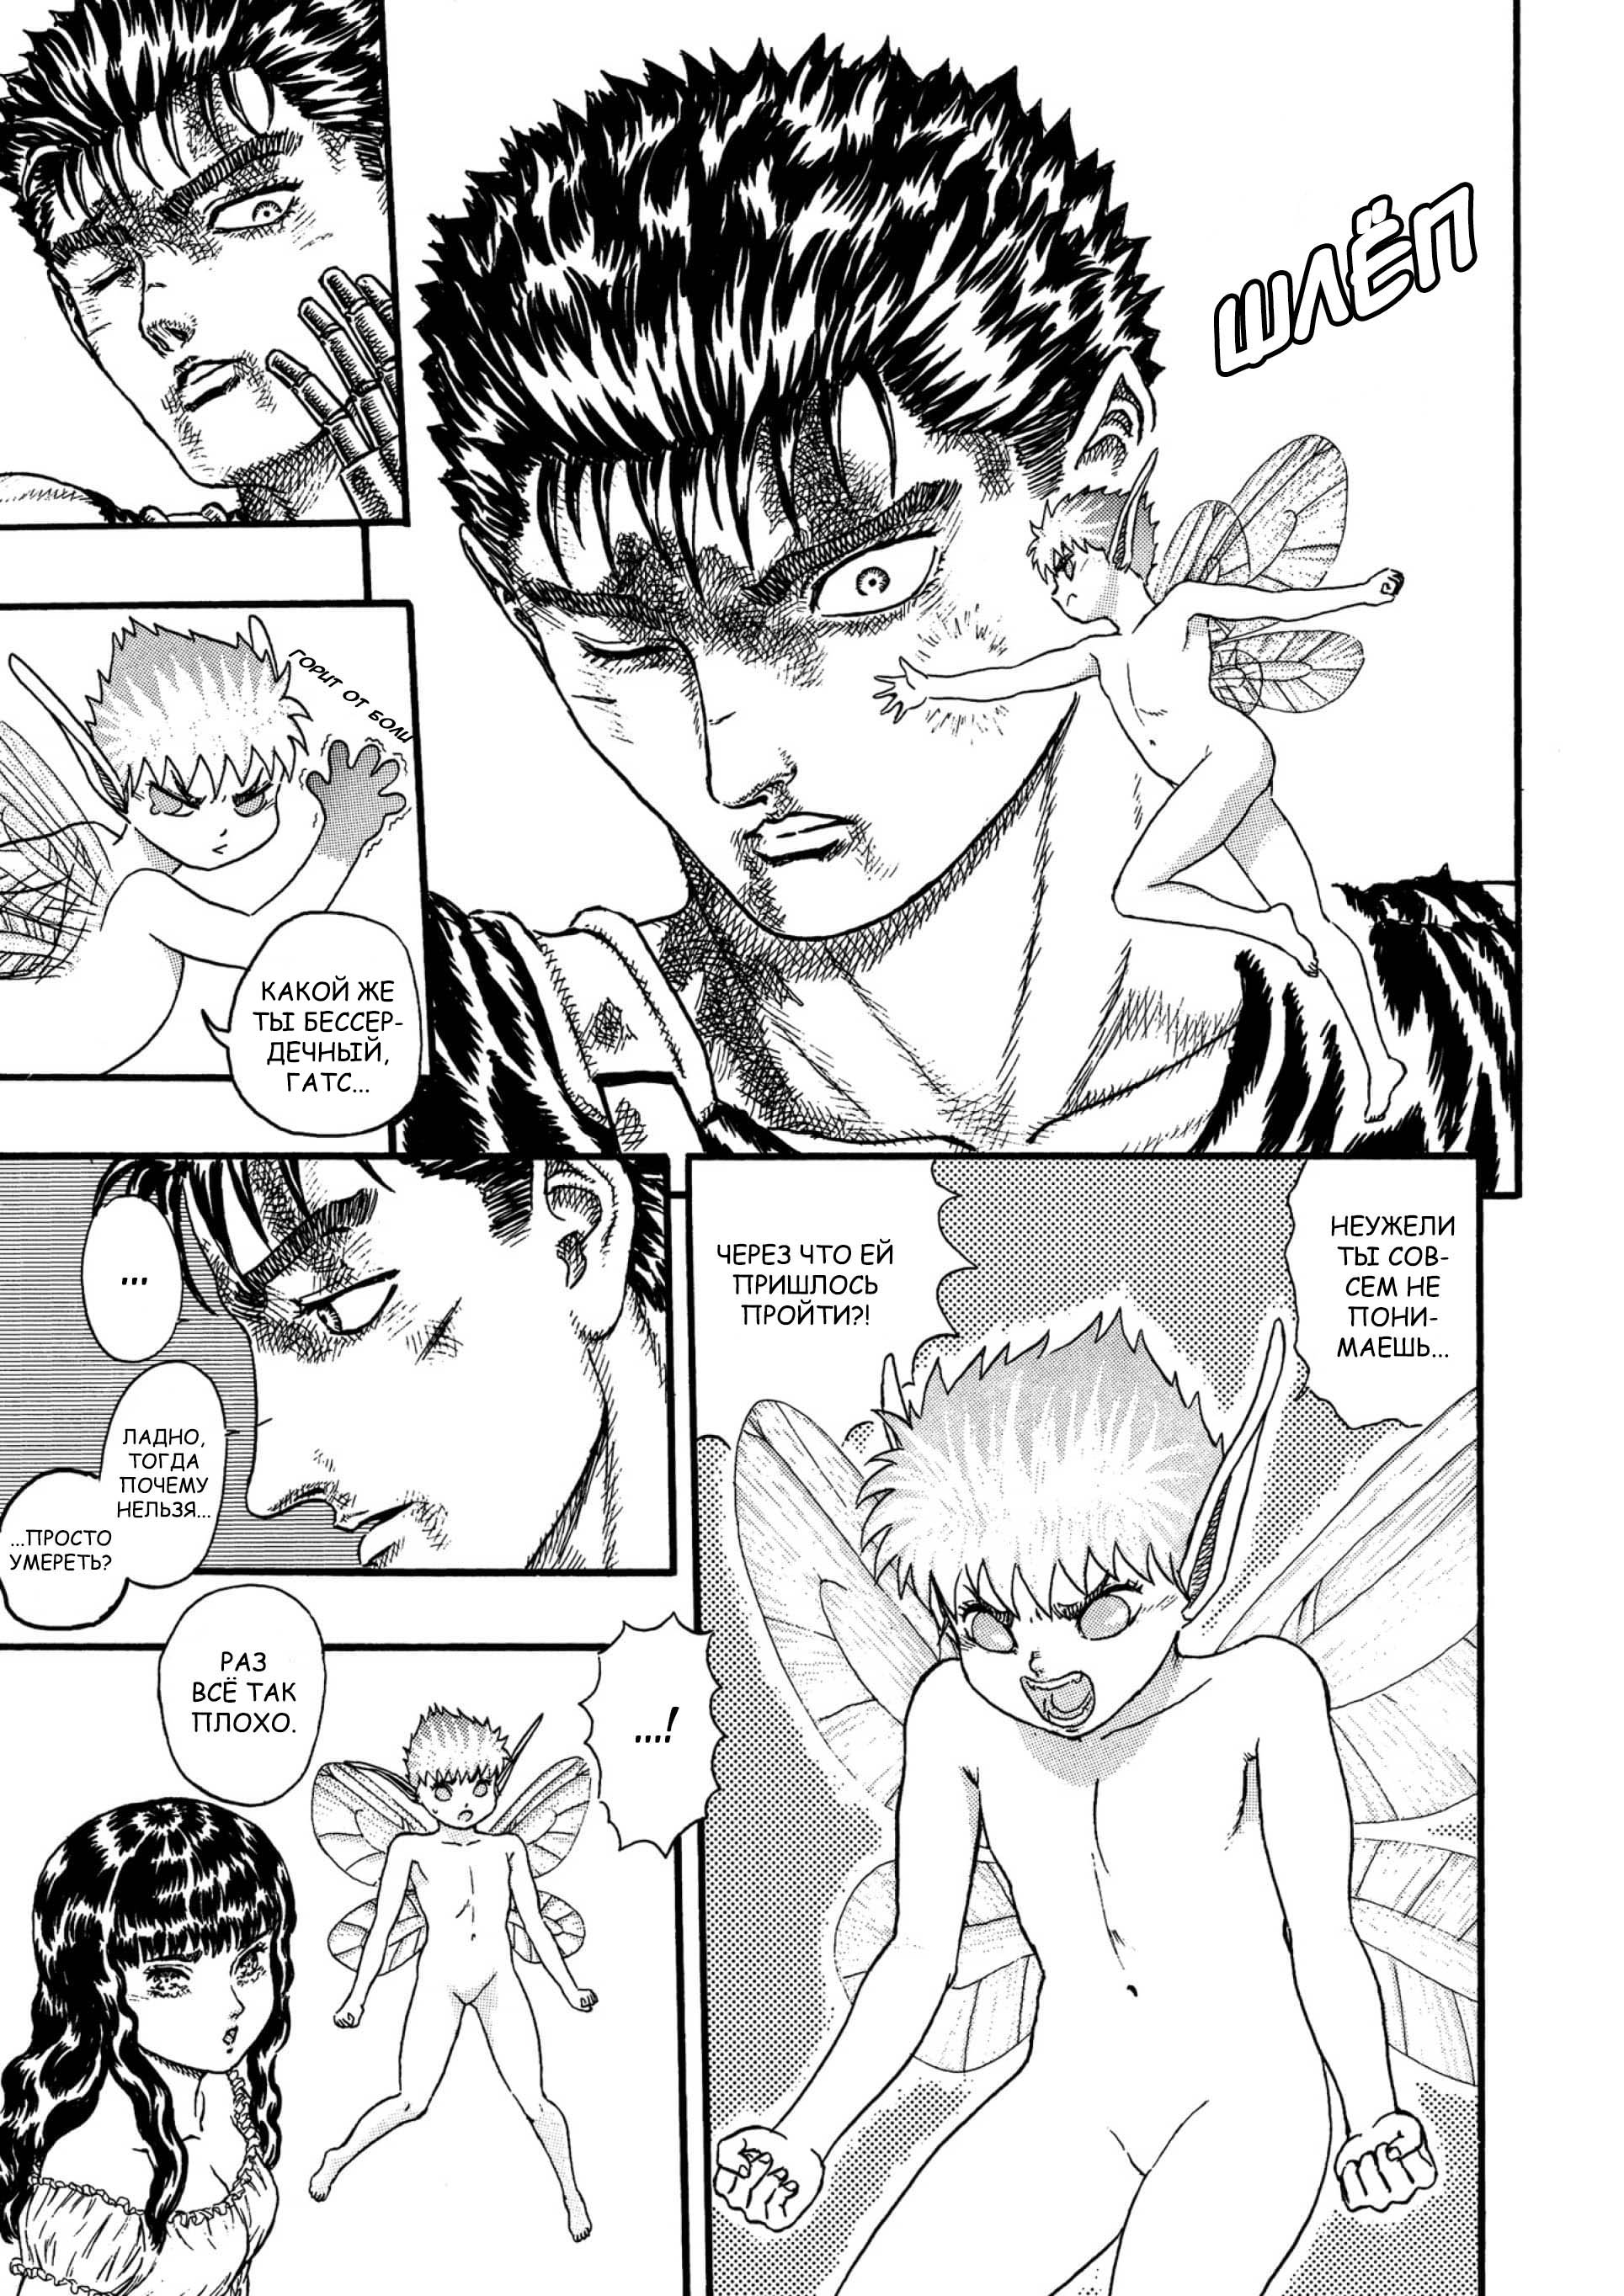 ШЛЁП
ГОРИТ ОТ БОЛИ
КАКОЙ ЖЕ
ТЫ БЕССЕР-
ДЕЧНЫЙ,
ГАТС...
НЕУЖЕЛИ
ТЫ СОВ-
СЕМ НЕ
ПОНИ-
МАЕШЬ...
ЧЕРЕЗ ЧТО ЕЙ
ПРИШЛОСЬ
ПРОЙТИ?!
...
ЛАДНО,
ТОГДА
ПОЧЕМУ
НЕЛЬЗЯ...
...ПРОСТО
УМЕРЕТЬ?
....!
РАЗ
ВСЁ ТАК
ПЛОХО.